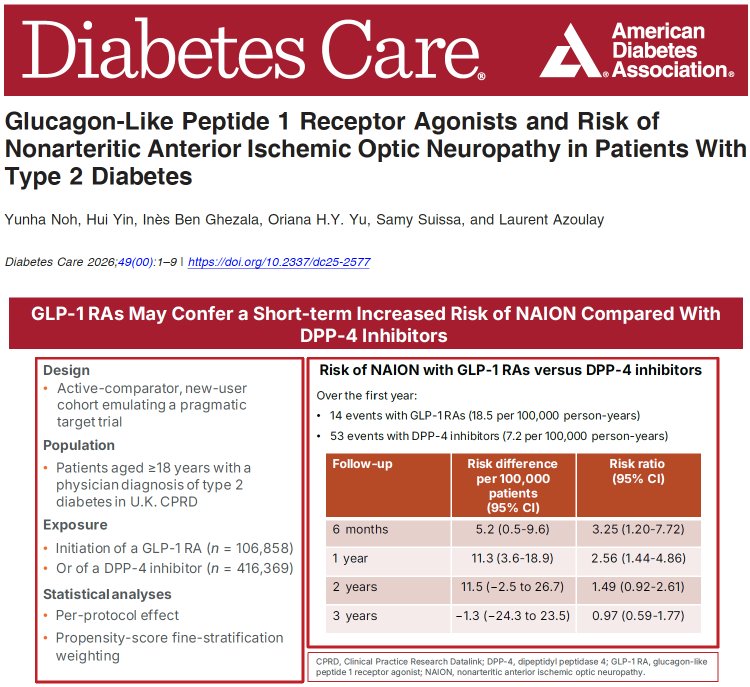 Diabetes Care®
American
Diabetes
Association®
Glucagon-Like Peptide 1 Receptor Agonists and Risk of
Nonarteritic Anterior Ischemic Optic Neuropathy in Patients With
Type 2 Diabetes
Yunha Noh, Hui Yin, Inès Ben Ghezala, Oriana H.Y. Yu, Samy Suissa, and Laurent Azoulay
Diabetes Care 2026;49(00):1–9 | https://doi.org/10.2337/dc25-2577
GLP-1 RAs May Confer a Short-term Increased Risk of NAION Compared With
DPP-4 Inhibitors
Design
• Active-comparator, new-user
cohort emulating a pragmatic
target trial
Population
• Patients aged ≥18 years with a
physician diagnosis of type 2
diabetes in U.K. CPRD
Exposure
• Initiation of a GLP-1 RA (n = 106,858)
• Or of a DPP-4 inhibitor (n = 416,369)
Statistical analyses
• Per-protocol effect
• Propensity-score fine-stratification
weighting
Risk of NAION with GLP-1 RAs versus DPP-4 inhibitors
Over the first year:
• 14 events with GLP-1 RAs (18.5 per 100,000 person-years)
• 53 events with DPP-4 inhibitors (7.2 per 100,000 person-years)
Follow-up Risk difference Risk ratio
per 100,000 (95% CI)
patients
(95% CI)
6 months 5.2 (0.5-9.6) 3.25 (1.20-7.72)
1 year 11.3 (3.6-18.9) 2.56 (1.44-4.86)
2 years 11.5 (−2.5 to 26.7) 1.49 (0.92-2.61)
3 years −1.3 (−24.3 to 23.5) 0.97 (0.59-1.77)
CPRD, Clinical Practice Research Datalink; DPP-4, dipeptidyl peptidase 4; GLP-1 RA, glucagon-like
peptide 1 receptor agonist; NAION, nonarteritic anterior ischemic optic neuropathy.